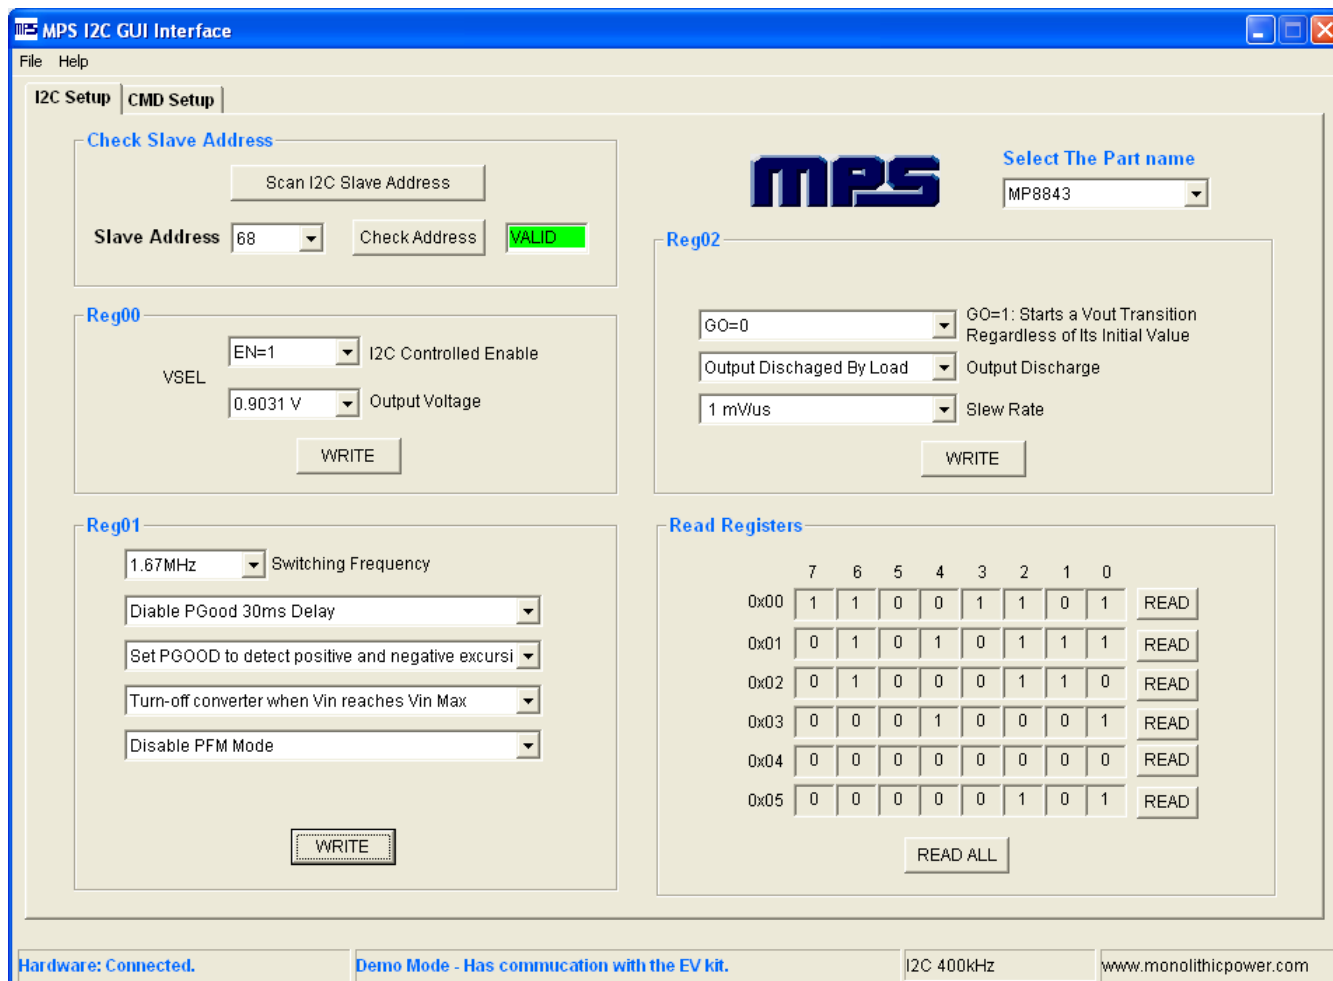 MPS MPS I2C GUI Interface
File Help
I2C Setup CMD Setup
Check Slave Address
Scan I2C Slave Address
Slave Address 68 Check Address VALID
MPS
Select The Part name
MP8843
Reg00
VSEL
EN=1 I2C Controlled Enable
0.9031 V Output Voltage
WRITE
Reg02
GO=0 GO=1: Starts a Vout Transition
Regardless of Its Initial Value
Output Dischaged By Load Output Discharge
1 mV/us Slew Rate
WRITE
Reg01
1.67MHz Switching Frequency
Diable PGood 30ms Delay
Set PGOOD to detect positive and negative excursi
Turn-off converter when Vin reaches Vin Max
Disable PFM Mode
WRITE
Read Registers
7 6 5 4 3 2 1 0
0x00 1 1 0 0 1 1 0 1 READ
0x01 0 1 0 1 0 1 1 1 READ
0x02 0 1 0 0 0 1 1 0 READ
0x03 0 0 0 1 0 0 0 1 READ
0x04 0 0 0 0 0 0 0 0 READ
0x05 0 0 0 0 0 1 0 1 READ
READ ALL
Hardware: Connected. Demo Mode - Has commucation with the EV kit. I2C 400kHz www.monolithicpower.com